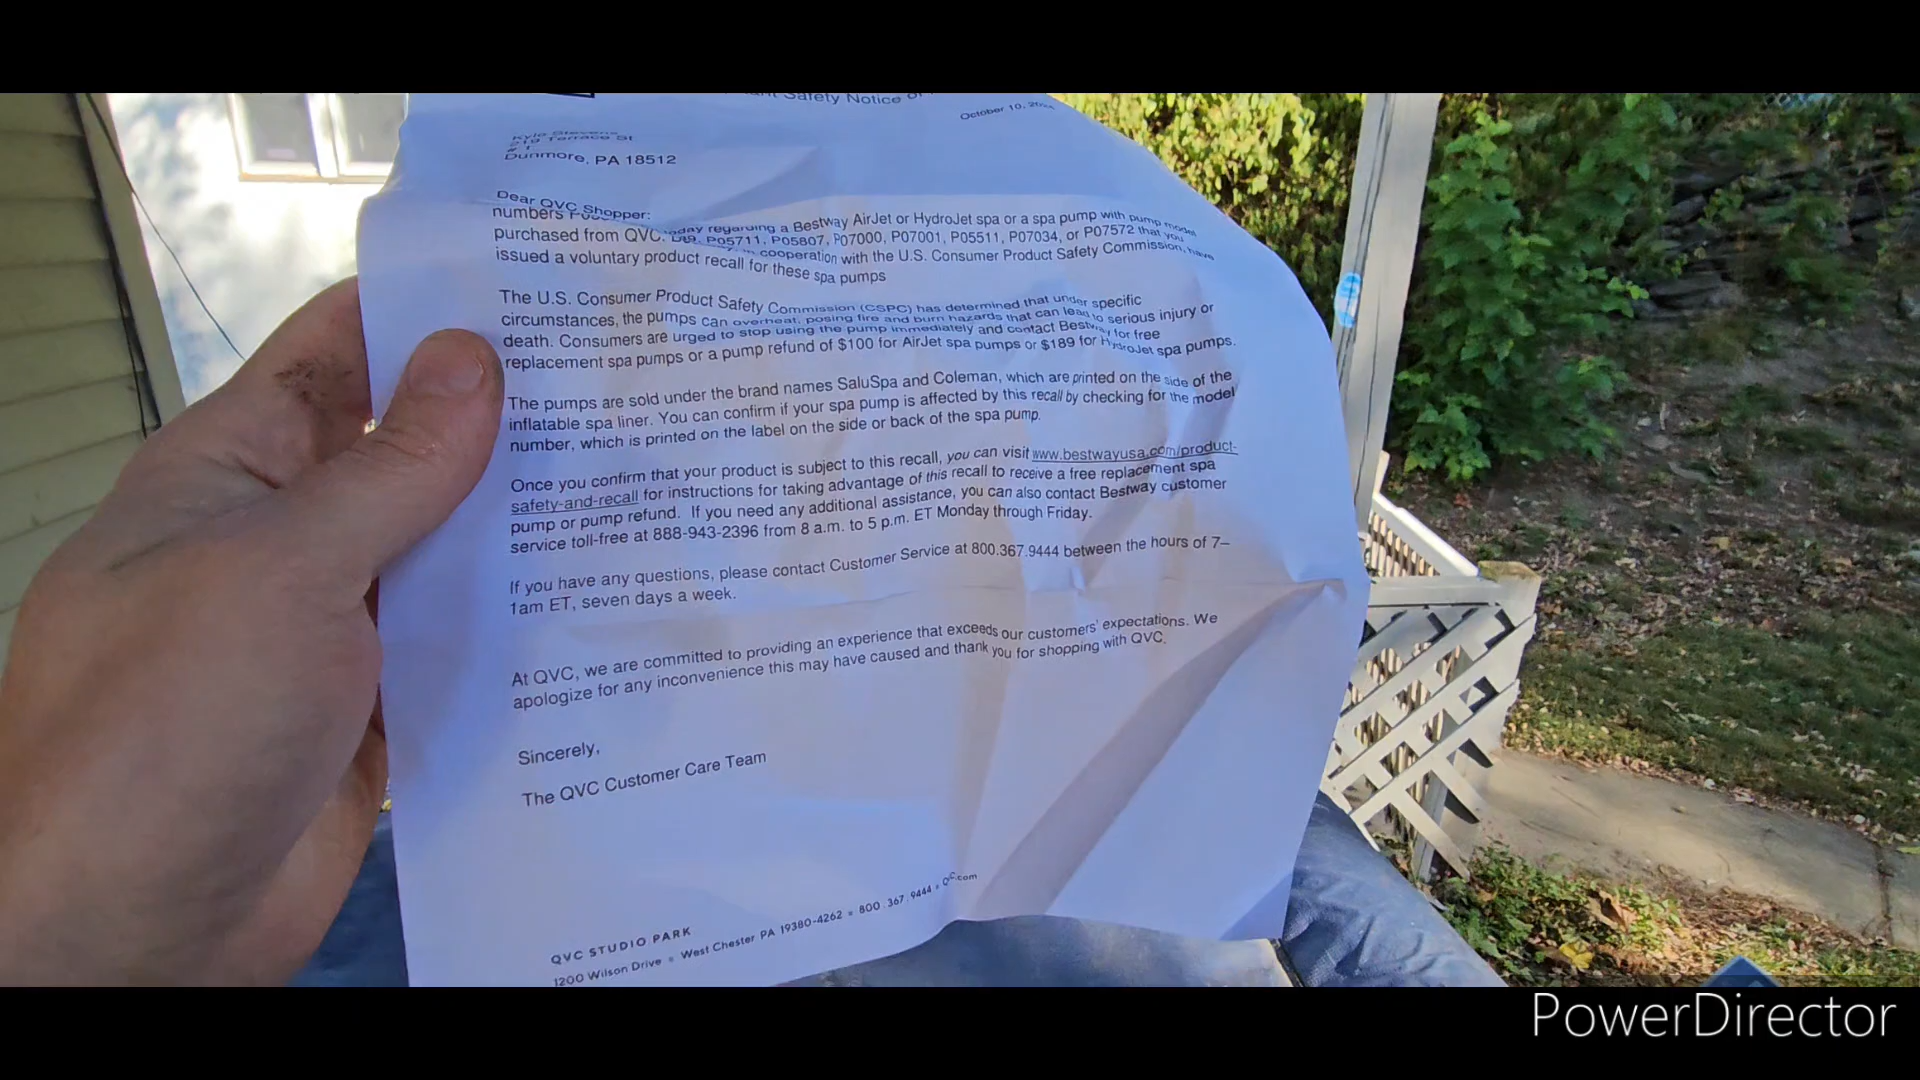 Safety Notice
October 10,
Dunmore, PA 18512
Dear QVC Shopper:
numbers
regarding a Bestway AirJet or HydroJet spa or a spa pump with pump model
purchased from QVC. P05711, P05807, P07000, P07001, P05511, P07034, or P07572 that you
cooperation with the U.S. Consumer Product Safety Commission, have
issued a voluntary product recall for these spa pumps
The U.S. Consumer Product Safety Commission (CSPC) has determined that under specific
circumstances, the pumps can overheat, posing fire and burn hazards that can lead to serious injury or
death. Consumers are urged to stop using the pump immediately and contact Bestway for free
replacement spa pumps or a pump refund of $100 for AirJet spa pumps or $189 for HydroJet spa pumps.
The pumps are sold under the brand names SaluSpa and Coleman, which are printed on the side of the
inflatable spa liner. You can confirm if your spa pump is affected by this recall by checking for the model
number, which is printed on the label on the side or back of the spa pump.
Once you confirm that your product is subject to this recall, you can visit www.bestwayusa.com/product-
safety-and-recall for instructions for taking advantage of this recall to receive a free replacement spa
pump or pump refund. If you need any additional assistance, you can also contact Bestway customer
service toll-free at 888-943-2396 from 8 a.m. to 5 p.m. ET Monday through Friday.
If you have any questions, please contact Customer Service at 800.367.9444 between the hours of 7–
1am ET, seven days a week.
At QVC, we are committed to providing an experience that exceeds our customers' expectations. We
apologize for any inconvenience this may have caused and thank you for shopping with QVC.
Sincerely,
The QVC Customer Care Team
QVC STUDIO PARK
1200 Wilson Drive West Chester PA 19380-4262 800.367.9444
PowerDirector